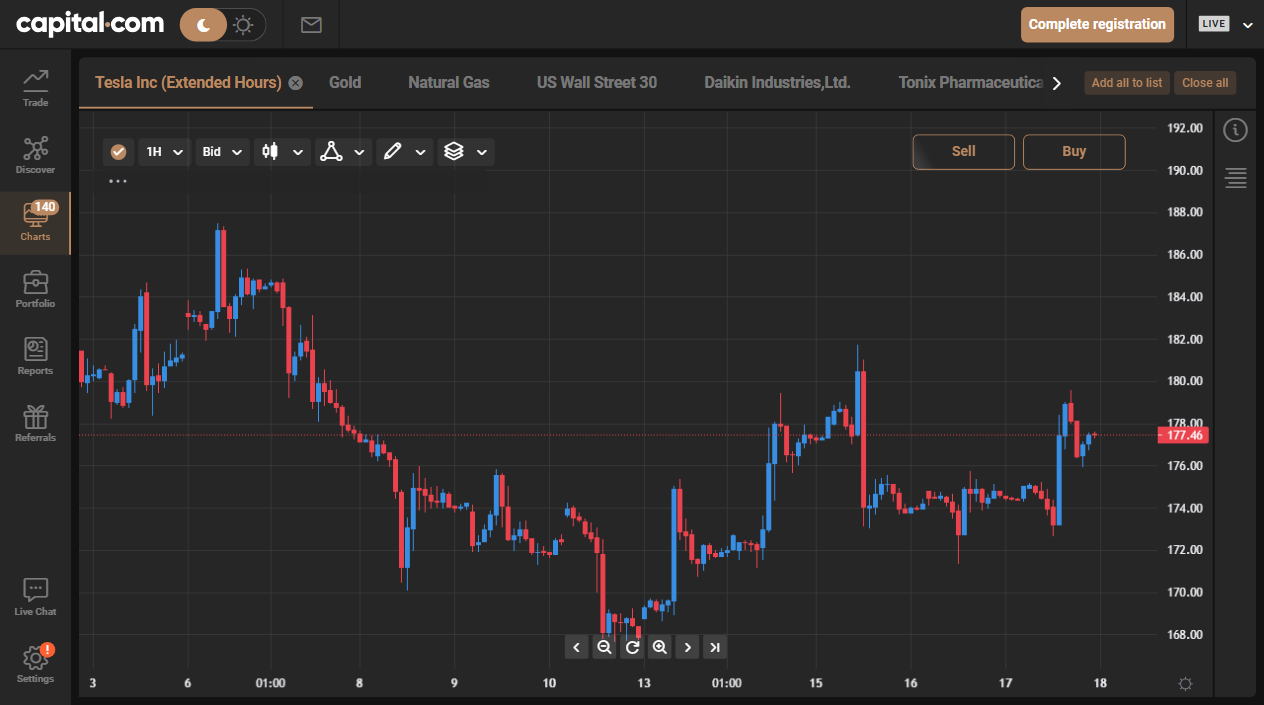 capital.com
Complete registration
LIVE
Tesla Inc (Extended Hours)
Gold
Natural Gas
US Wall Street 30
Daikin Industries,Ltd.
Tonix Pharmaceutica
Add all to list
Close all
Trade
Discover
140
Charts
Portfolio
Reports
Referrals
Live Chat
!
Settings
1H
Bid
Sell
Buy
192.00
190.00
188.00
186.00
184.00
182.00
180.00
178.00
177.46
176.00
174.00
172.00
170.00
168.00
3
6
01:00
8
9
10
13
01:00
15
16
17
18